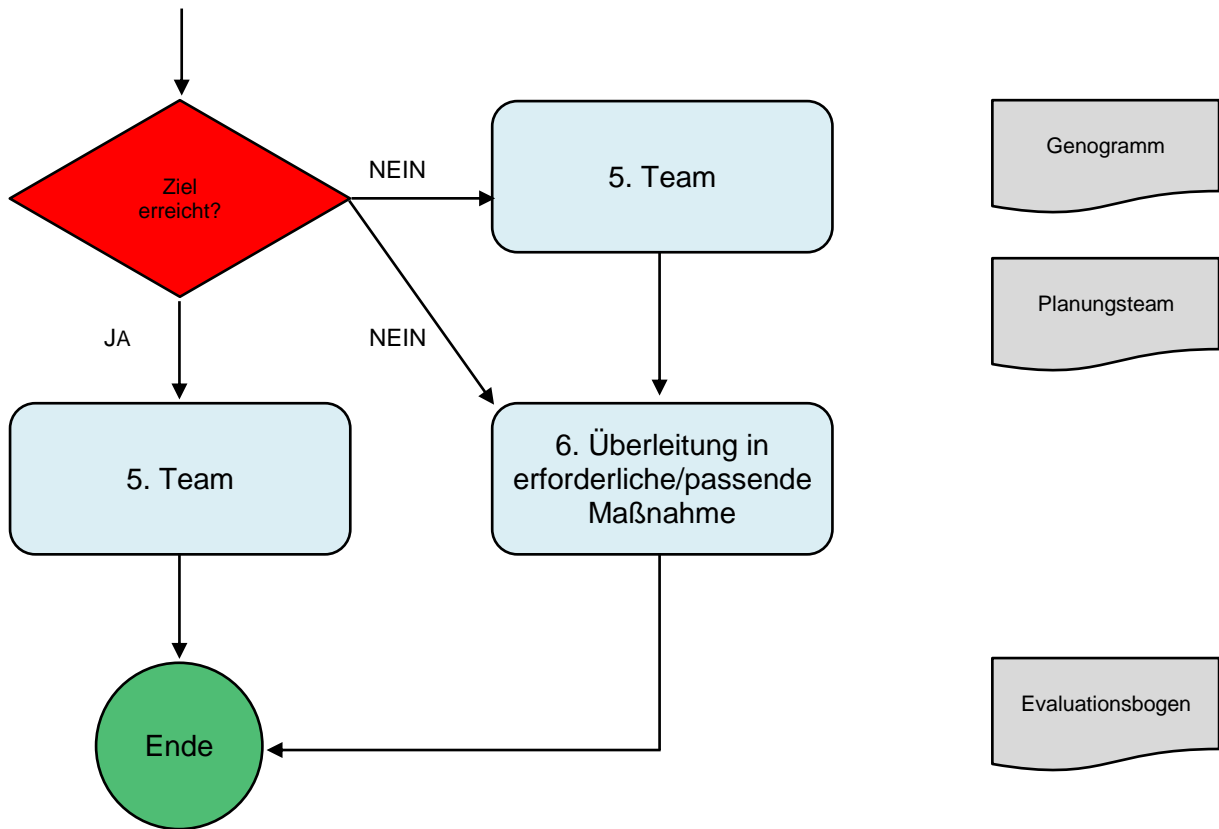 Ziel
erreicht?
NEIN
5. Team
Genogramm
Planungsteam
JA
NEIN
5. Team
6. Überleitung in
erforderliche/passende
Maßnahme
Evaluationsbogen
Ende